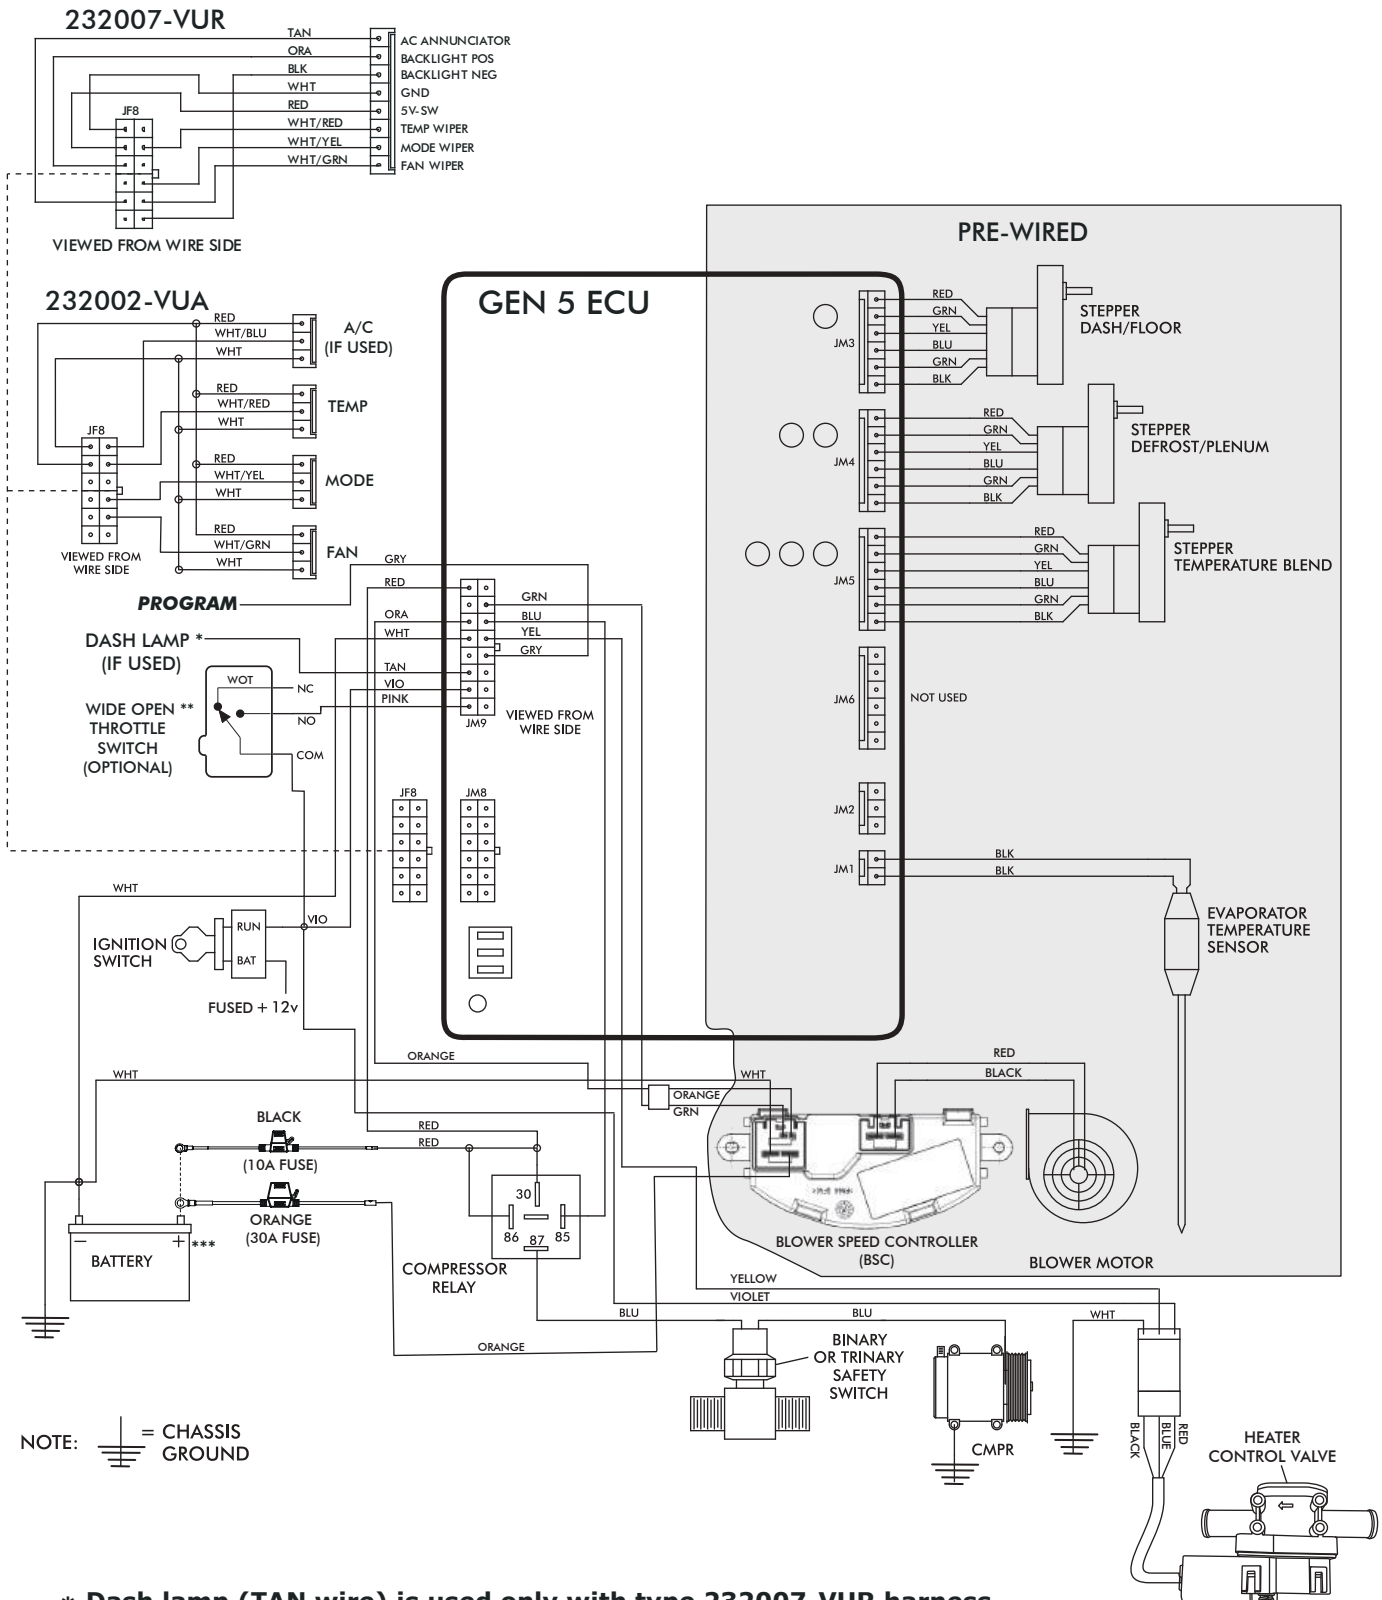 232007-VUR
TAN
ORA
BLK
WHT
RED
WHT/RED
WHT/YEL
WHT/GRN
AC ANNUNCIATOR
BACKLIGHT POS
BACKLIGHT NEG
GND
5V-SW
TEMP WIPER
MODE WIPER
FAN WIPER
JF8
VIEWED FROM WIRE SIDE
232002-VUA
RED
WHT/BLU
WHT
A/C
(IF USED)
RED
WHT/RED
WHT
TEMP
JF8
RED
WHT/YEL
WHT
MODE
RED
WHT/GRN
WHT
FAN
VIEWED FROM
WIRE SIDE
GEN 5 ECU
PRE-WIRED
JM3
RED
GRN
YEL
BLU
GRN
BLK
STEPPER
DASH/FLOOR
JM4
RED
GRN
YEL
BLU
GRN
BLK
STEPPER
DEFROST/PLENUM
JM5
RED
GRN
YEL
BLU
GRN
BLK
STEPPER
TEMPERATURE BLEND
JM6
NOT USED
JM2
JM1
BLK
BLK
EVAPORATOR
TEMPERATURE
SENSOR
PROGRAM
GRY
RED
ORA
WHT
TAN
VIO
PINK
GRN
BLU
YEL
GRY
JM9
VIEWED FROM
WIRE SIDE
DASH LAMP *
(IF USED)
WOT
NC
NO
COM
WIDE OPEN **
THROTTLE
SWITCH
(OPTIONAL)
JF8
JM8
WHT
IGNITION
SWITCH
RUN
BAT
VIO
FUSED + 12v
ORANGE
WHT
WHT
ORANGE
GRN
RED
BLACK
BLACK
(10A FUSE)
RED
RED
ORANGE
(30A FUSE)
BATTERY
−
+ ***
30
86
87
85
COMPRESSOR
RELAY
BLOWER SPEED CONTROLLER
(BSC)
BLOWER MOTOR
YELLOW
VIOLET
BLU
BLU
WHT
ORANGE
BINARY
OR TRINARY
SAFETY
SWITCH
CMPR
BLACK
BLUE
RED
HEATER
CONTROL VALVE
NOTE:
= CHASSIS
GROUND
* Dash lamp (TAN wire) is used only with type 232007-VUR harness